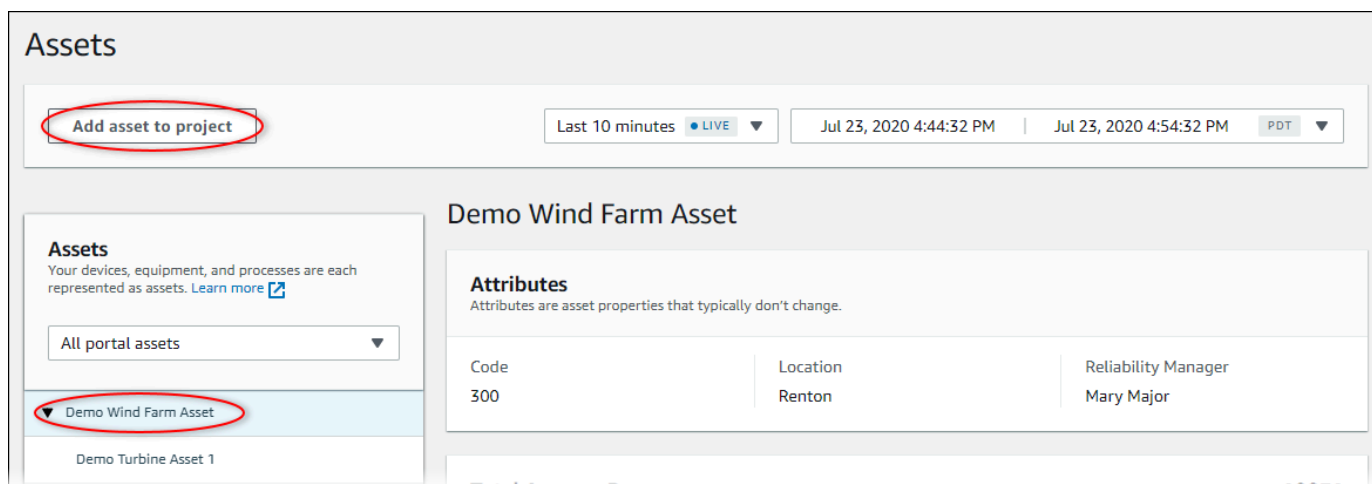 Assets
Add asset to project
Last 10 minutes ● LIVE ▼
Jul 23, 2020 4:44:32 PM | Jul 23, 2020 4:54:32 PM PDT ▼
Assets
Your devices, equipment, and processes are each
represented as assets. Learn more
All portal assets ▼
▼ Demo Wind Farm Asset
Demo Turbine Asset 1
Demo Wind Farm Asset
Attributes
Attributes are asset properties that typically don't change.
Code
300
Location
Renton
Reliability Manager
Mary Major